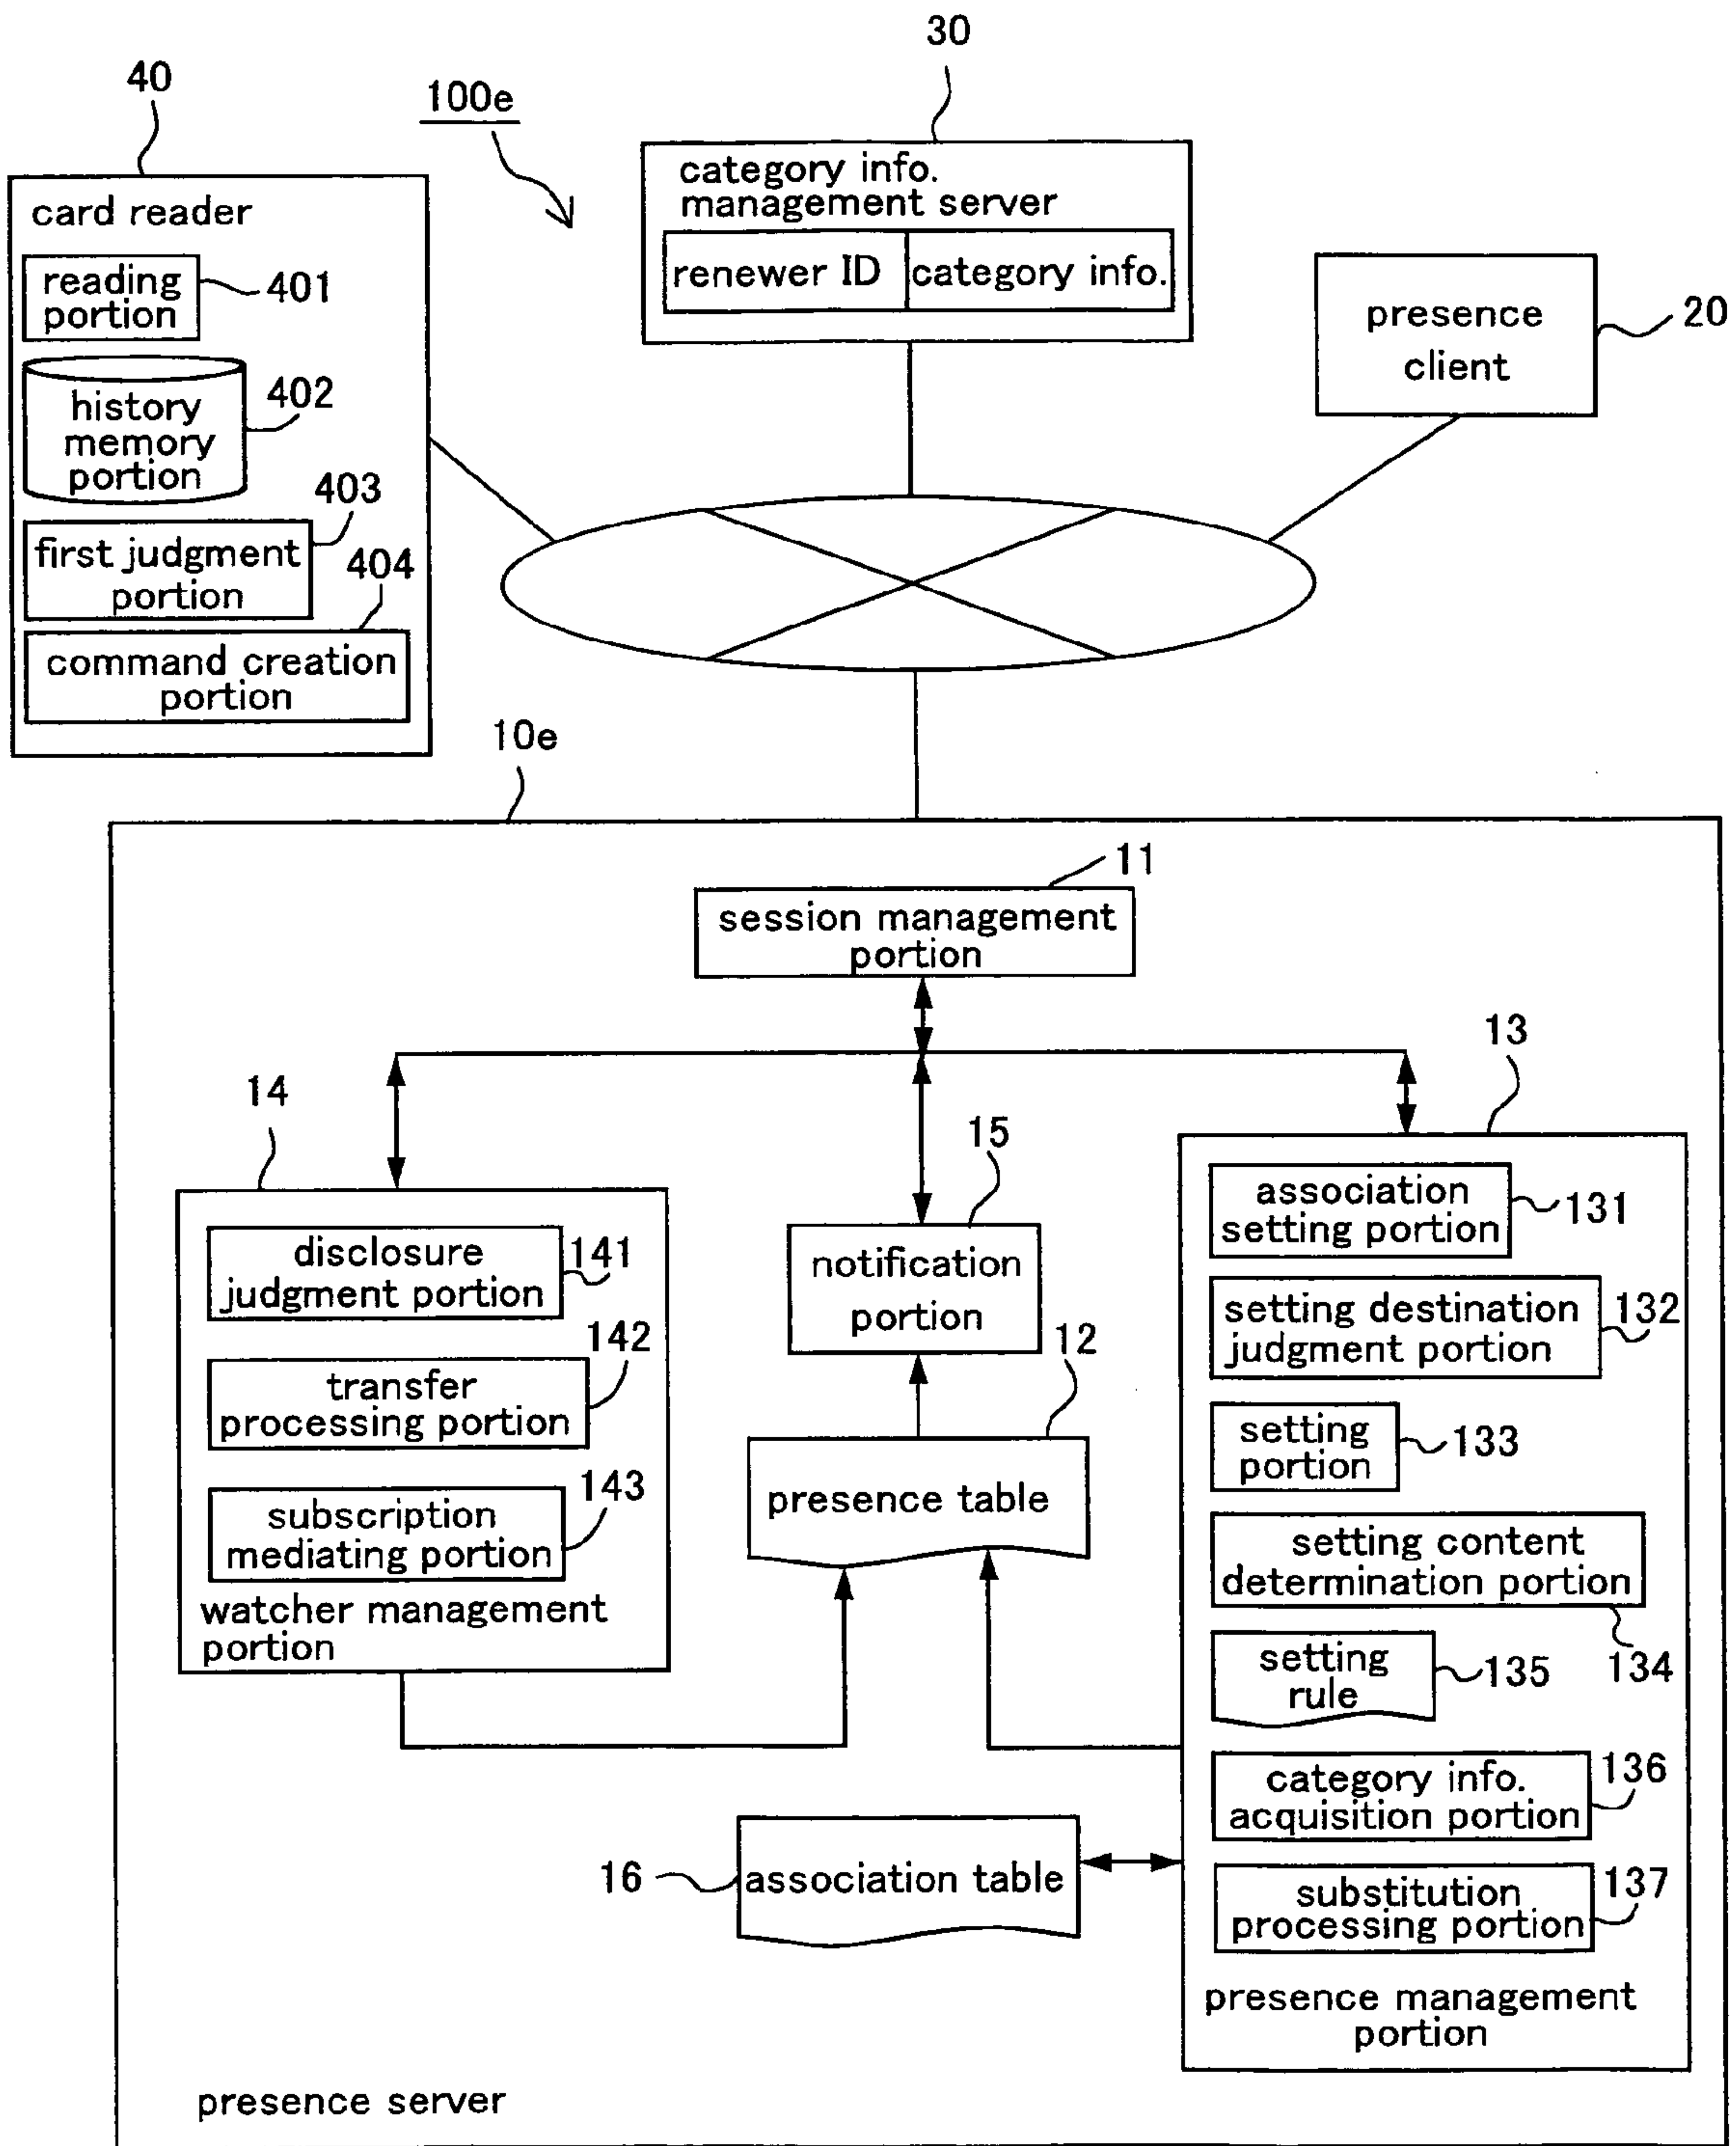 30
40
100e
category info.
management server
renewer ID
category info.
card reader
reading
portion
401
history
memory
portion
402
first judgment
portion
403
404
command creation
portion
presence
client
20
10e
11
session management
portion
13
14
15
disclosure
judgment portion
141
transfer
processing portion
142
subscription
mediating portion
143
watcher management
portion
notification
portion
12
presence table
association
setting portion
131
setting destination
judgment portion
132
setting
portion
133
setting content
determination portion
134
setting
rule
135
category info.
acquisition portion
136
substitution
processing portion
137
presence management
portion
16
association table
presence server